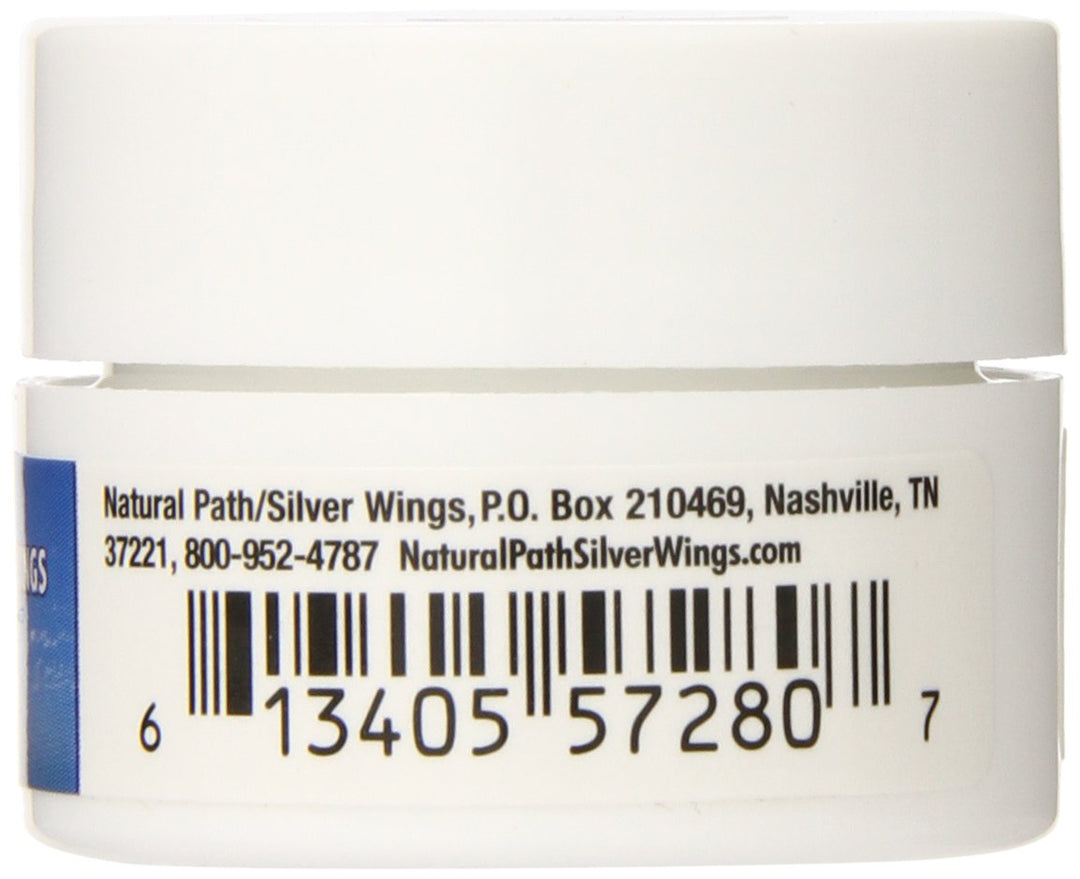 Natural Path/Silver Wings, P.O. Box 210469, Nashville, TN
37221, 800-952-4787 NaturalPathSilverWings.com
6 13405 57280 7